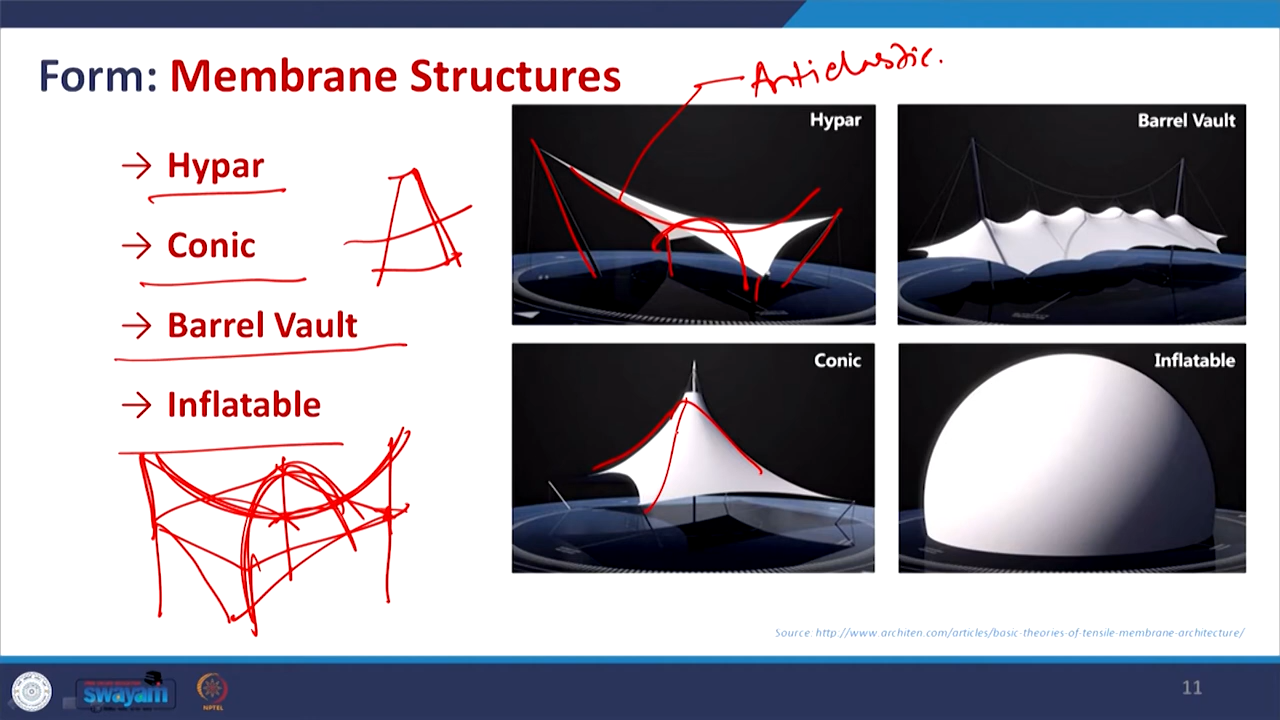 Form: Membrane Structures
Anticlastic.
→ Hypar
→ Conic
→ Barrel Vault
→ Inflatable
Hypar
Barrel Vault
Conic
Inflatable
Source: http://www.architen.com/articles/basic-theories-of-tensile-membrane-architecture/
swayam
NPTEL
11